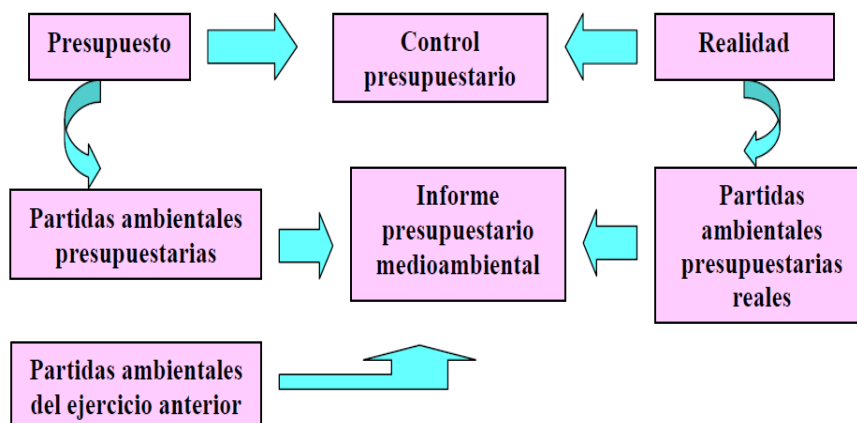 Presupuesto
Control
presupuestario
Realidad
Partidas ambientales
presupuestarias
Informe
presupuestario
medioambiental
Partidas
ambientales
presupuestarias
reales
Partidas ambientales
del ejercicio anterior